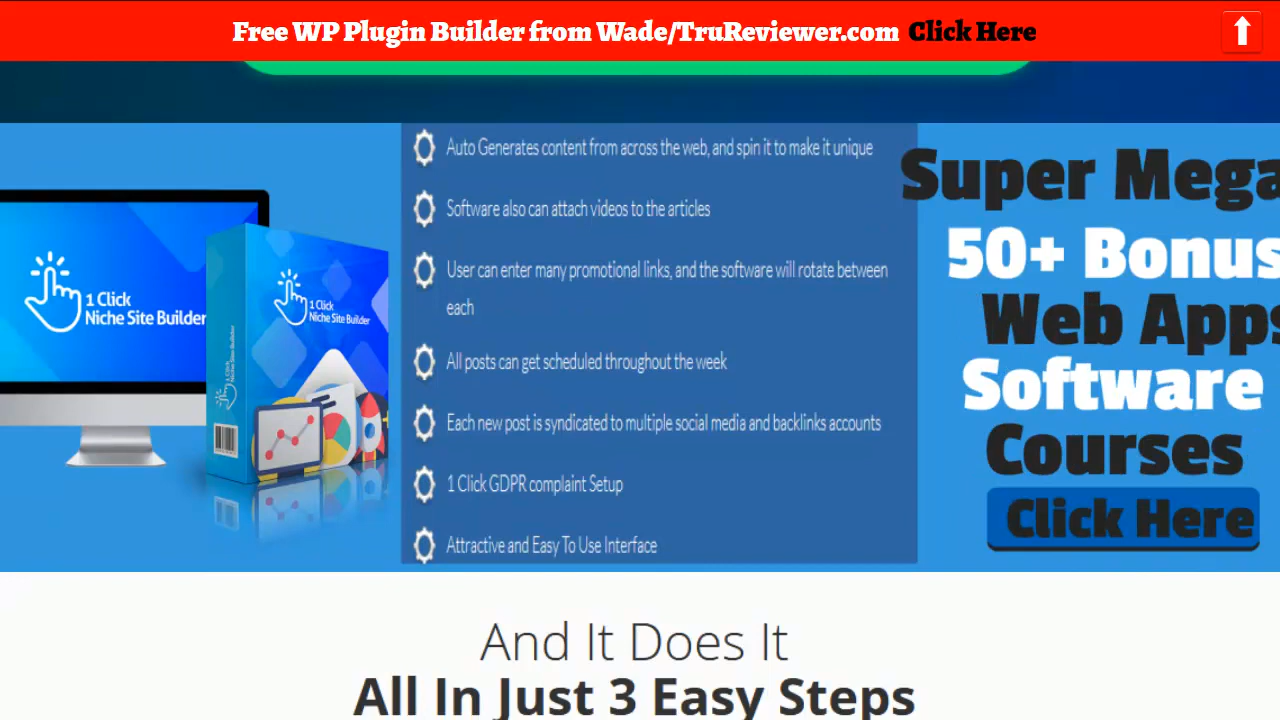 Free WP Plugin Builder from Wade/TruReviewer.com Click Here
Auto Generates content from across the web, and spin it to make it unique
Software also can attach videos to the articles
User can enter many promotional links, and the software will rotate between
each
All posts can get scheduled throughout the week
Each new post is syndicated to multiple social media and backlinks accounts
1 Click GDPR complaint Setup
Attractive and Easy To Use Interface
1 Click
Niche Site Builder
1 Click
Niche Site Builder
1 Click
Niche Site Builder
Super Mega
50+ Bonus
Web Apps
Software
Courses
Click Here
And It Does It
All In Just 3 Easy Steps